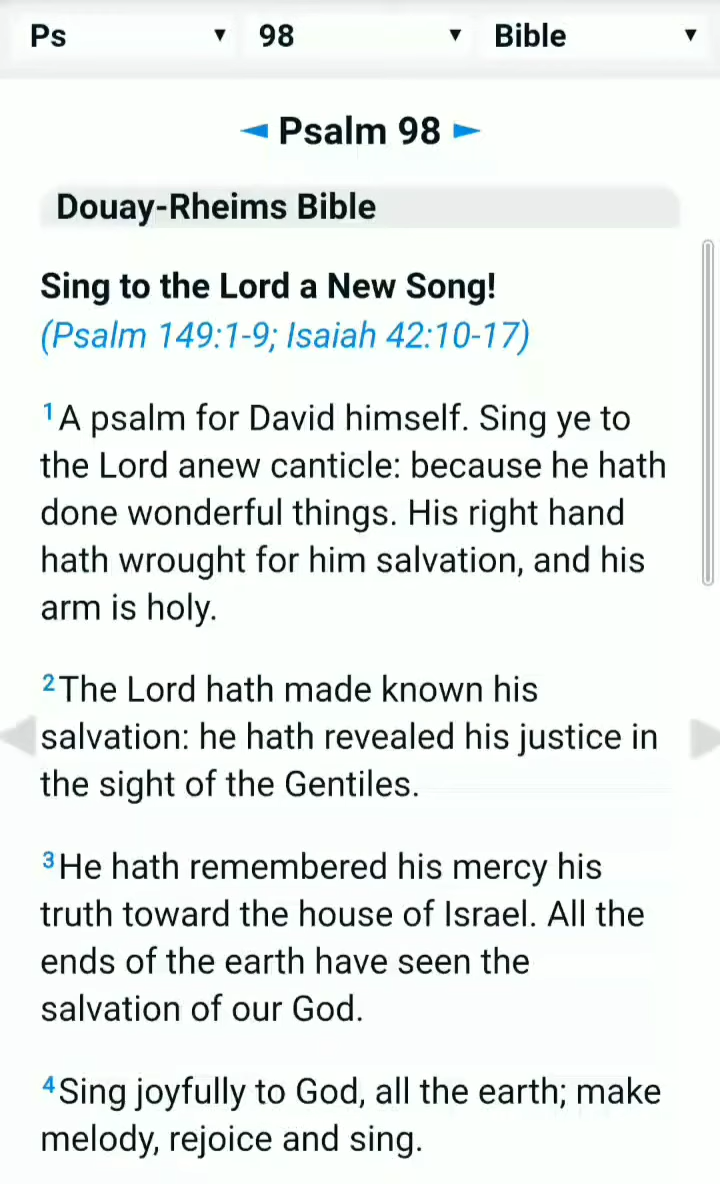 Ps ▼ 98 ▼ Bible ▼
◄ Psalm 98 ►
Douay-Rheims Bible
Sing to the Lord a New Song!
(Psalm 149:1-9; Isaiah 42:10-17)
1 A psalm for David himself. Sing ye to
the Lord anew canticle: because he hath
done wonderful things. His right hand
hath wrought for him salvation, and his
arm is holy.
2 The Lord hath made known his
salvation: he hath revealed his justice in
the sight of the Gentiles.
3 He hath remembered his mercy his
truth toward the house of Israel. All the
ends of the earth have seen the
salvation of our God.
4 Sing joyfully to God, all the earth; make
melody, rejoice and sing.